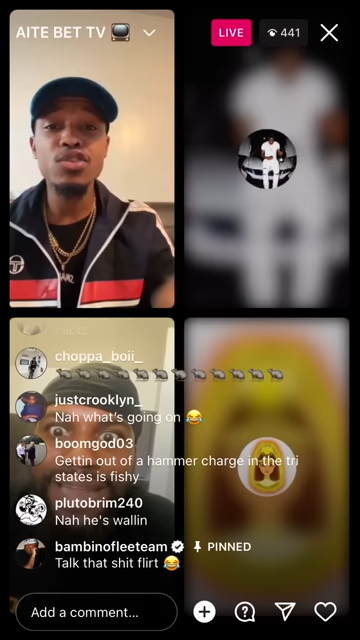 AITE BET TV 📺
LIVE
441
choppa_boii_
🐀🐀🐀🐀🐀🐀🐀🐀🐀🐀🐀🐀
justcrooklyn_
Nah what's going on 😂
boomgod03
Gettin out of a hammer charge in the tri
states is fishy
plutobrim240
Nah he's wallin
bambinofleeteam PINNED
Talk that shit flirt 😂
Add a comment...